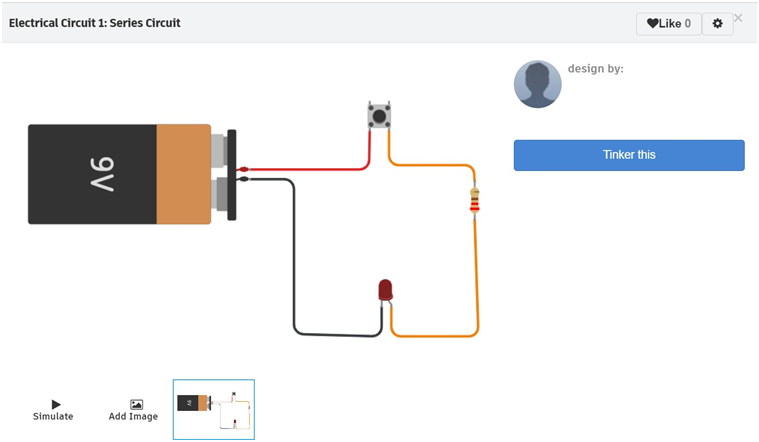 Electrical Circuit 1: Series Circuit
Like 0
design by:
9V
Tinker this
Simulate
Add Image